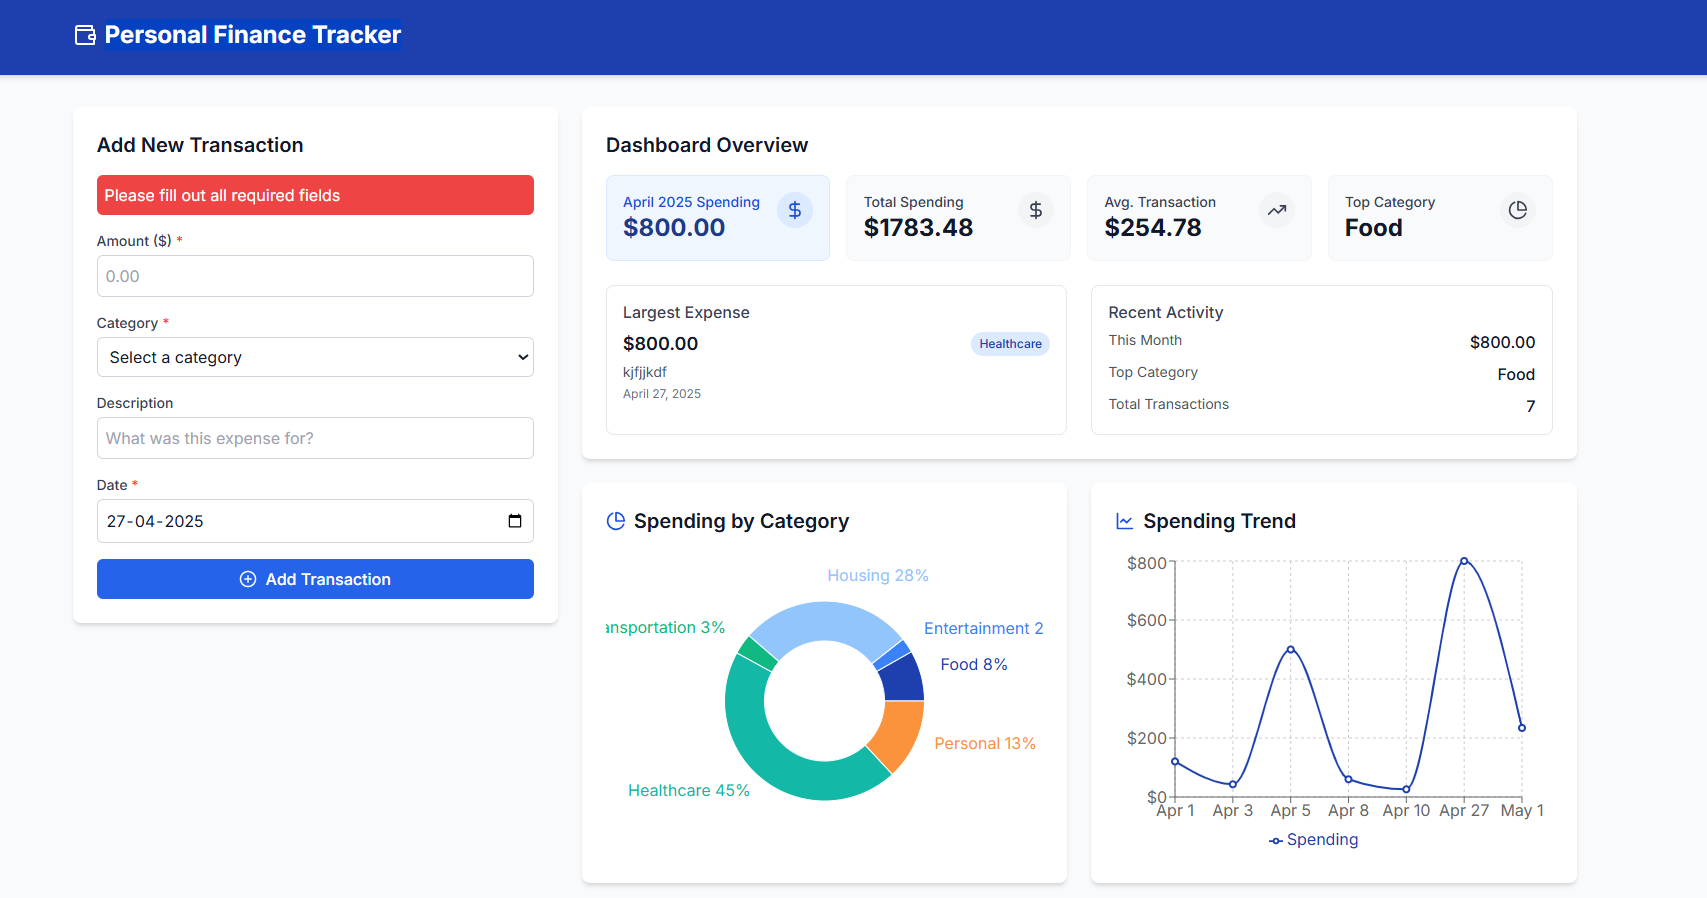 Personal Finance Tracker
Add New Transaction
Please fill out all required fields
Amount ($) *
0.00
Category *
Select a category
Description
What was this expense for?
Date *
27-04-2025
Add Transaction
Dashboard Overview
April 2025 Spending
$800.00
Total Spending
$1783.48
Avg. Transaction
$254.78
Top Category
Food
Largest Expense
$800.00
Healthcare
kjfjjkdf
April 27, 2025
Recent Activity
This Month $800.00
Top Category Food
Total Transactions 7
Spending by Category
Housing 28%
ansportation 3%
Entertainment 2
Food 8%
Personal 13%
Healthcare 45%
Spending Trend
$800
$600
$400
$200
$0
Apr 1 Apr 3 Apr 5 Apr 8 Apr 10 Apr 27 May 1
Spending